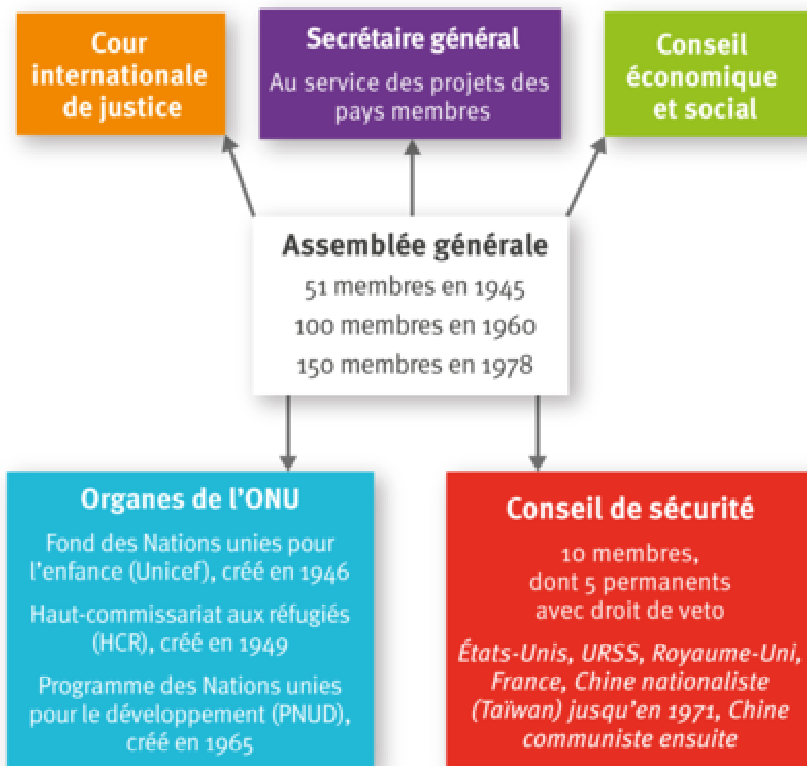 Cour
internationale
de justice
Secrétaire général
Au service des projets des
pays membres
Conseil
économique
et social
Assemblée générale
51 membres en 1945
100 membres en 1960
150 membres en 1978
Organes de l'ONU
Fond des Nations unies pour
l'enfance (Unicef), créé en 1946
Haut-commissariat aux réfugiés
(HCR), créé en 1949
Programme des Nations unies
pour le développement (PNUD),
créé en 1965
Conseil de sécurité
10 membres,
dont 5 permanents
avec droit de veto
États-Unis, URSS, Royaume-Uni,
France, Chine nationaliste
(Taïwan) jusqu'en 1971, Chine
communiste ensuite